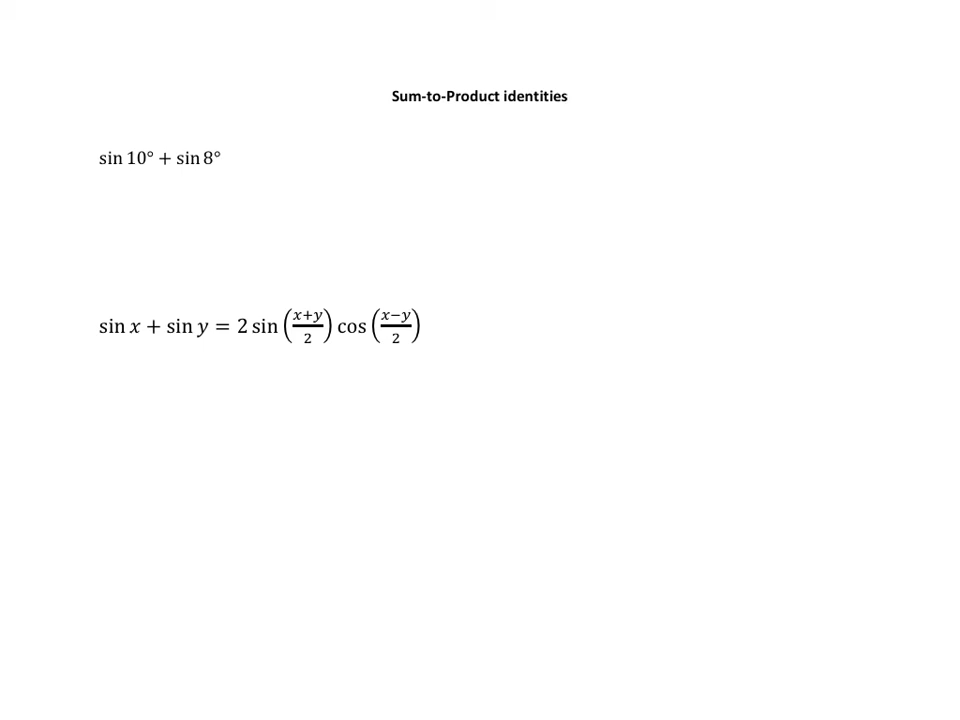 Sum-to-Product identities
sin 10° + sin 8°
sin x + sin y = 2 sin ((x+y)/2) cos ((x−y)/2)